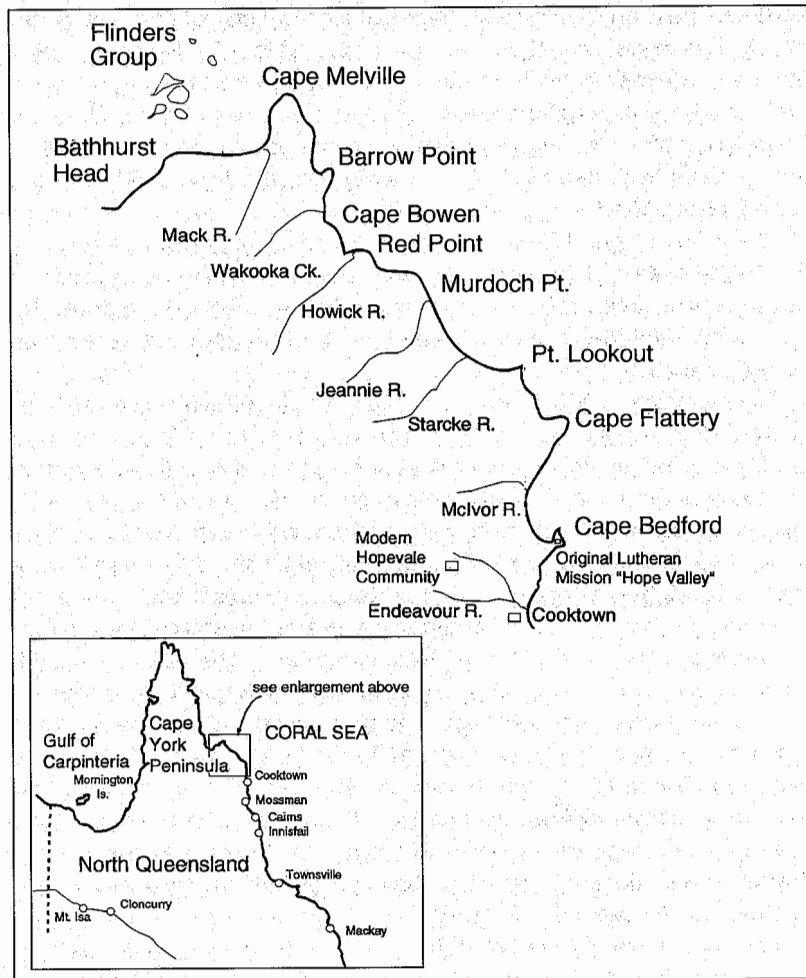 Flinders
Group
Cape Melville
Bathhurst
Head
Barrow Point
Mack R.
Cape Bowen
Red Point
Wakooka Ck.
Murdoch Pt.
Howick R.
Pt. Lookout
Jeannie R.
Starcke R.
Cape Flattery
McIvor R.
Cape Bedford
Modern
Hopevale
Community
Original Lutheran
Mission "Hope Valley"
Endeavour R.
Cooktown
see enlargement above
CORAL SEA
Cape
York
Peninsula
Gulf of
Carpinteria
Mornington
Is.
Cooktown
Mossman
Cairns
Innisfail
North Queensland
Townsville
Mt. Isa
Cloncurry
Mackay